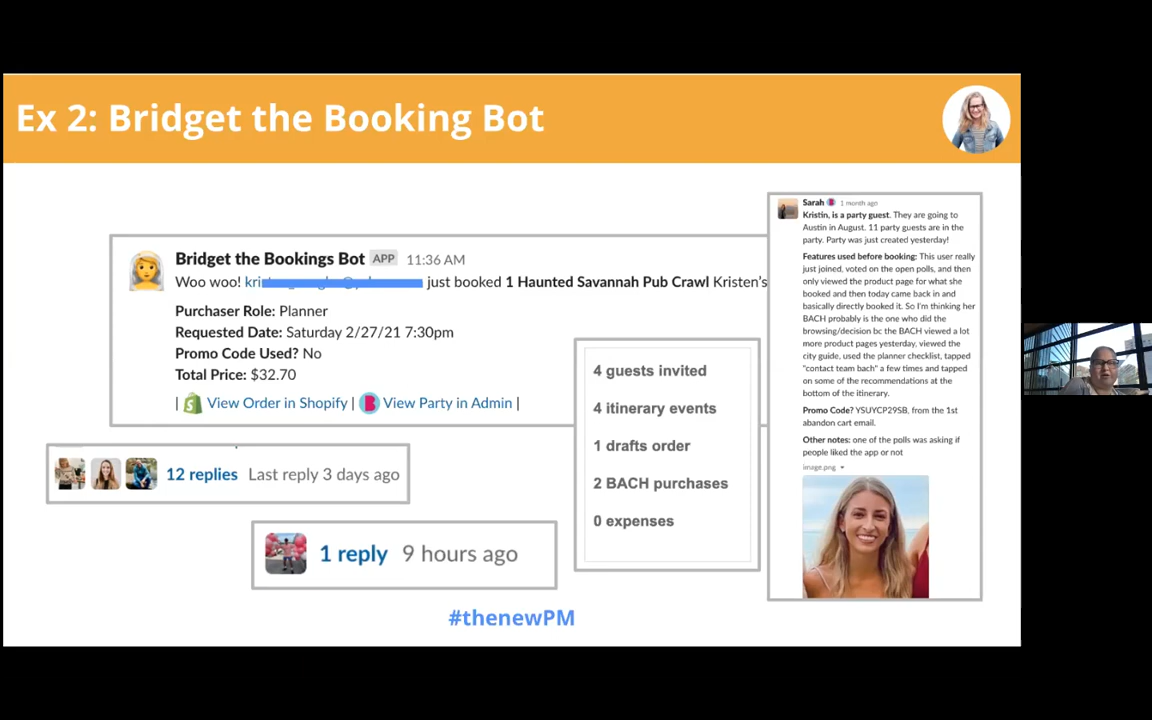 Ex 2: Bridget the Booking Bot
Bridget the Bookings Bot APP 11:36 AM
Woo woo! kri just booked 1 Haunted Savannah Pub Crawl Kristen's
Purchaser Role: Planner
Requested Date: Saturday 2/27/21 7:30pm
Promo Code Used? No
Total Price: $32.70
| View Order in Shopify | B View Party in Admin |
12 replies Last reply 3 days ago
1 reply 9 hours ago
4 guests invited
4 itinerary events
1 drafts order
2 BACH purchases
0 expenses
Sarah 1 month ago
Kristin, is a party guest. They are going to
Austin in August. 11 party guests are in the
party. Party was just created yesterday!
Features used before booking: This user really
just joined, voted on the open polls, and then
only viewed the product page for what she
booked and then today came back in and
basically directly booked it. So I'm thinking her
BACH probably is the one who did the
browsing/decision bc the BACH viewed a lot
more product pages yesterday, viewed the
city guide, used the planner checklist, tapped
"contact team bach" a few times and tapped
on some of the recommendations at the
bottom of the itinerary.
Promo Code? YSUYCP29SB, from the 1st
abandon cart email.
Other notes: one of the polls was asking if
people liked the app or not
image.png
#thenewPM